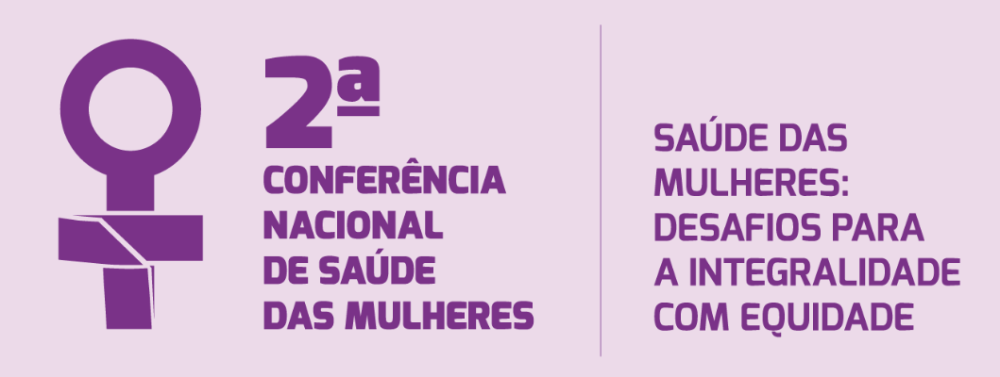 2ª
CONFERÊNCIA
NACIONAL
DE SAÚDE
DAS MULHERES
SAÚDE DAS
MULHERES:
DESAFIOS PARA
A INTEGRALIDADE
COM EQUIDADE